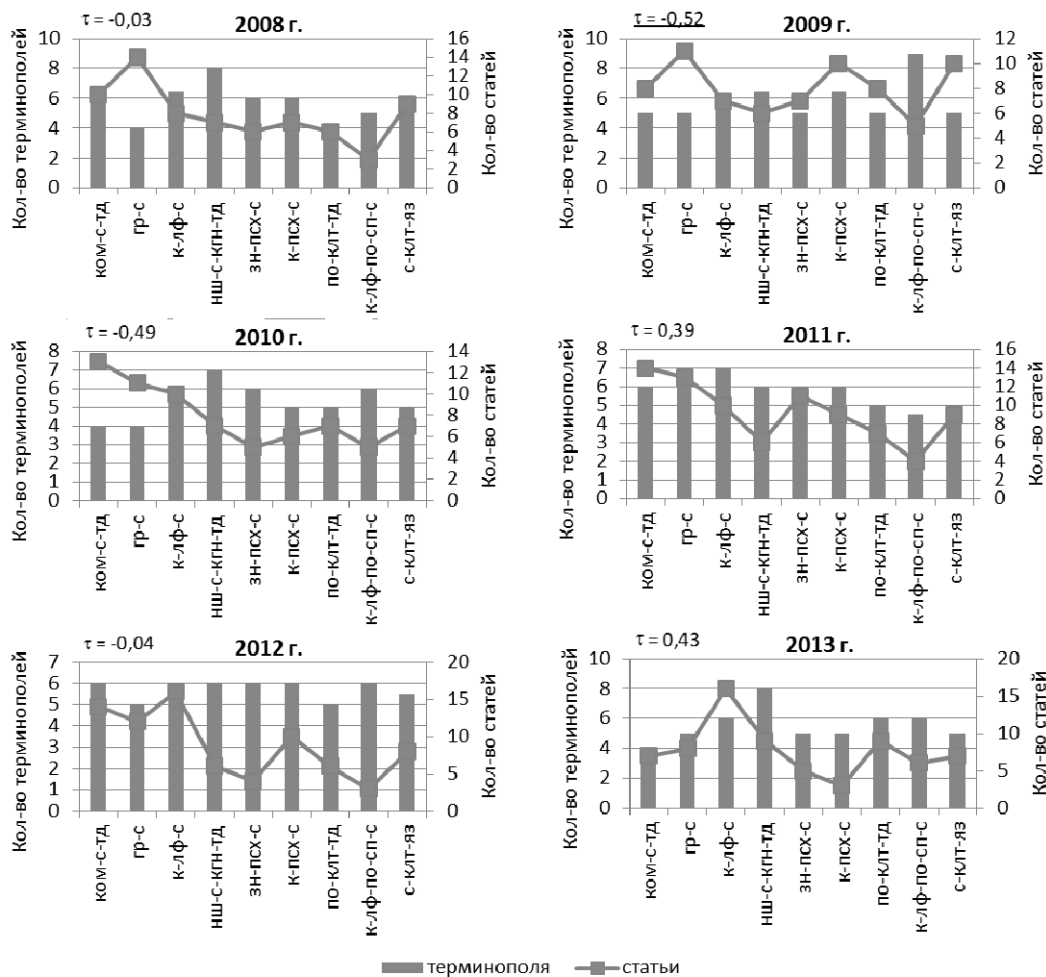 τ = -0,03
2008 г.
Кол-во терминополей
10
8
6
4
2
0
16
14
12
10
8
6
4
2
0
Кол-во статей
ком-с-тд
гр-с
к-лф-с
нш-с-кгн-тд
зн-псх-с
к-псх-с
по-клт-тд
к-лф-по-сп-с
с-клт-яз
τ = -0,52
2009 г.
Кол-во терминополей
10
8
6
4
2
0
12
10
8
6
4
2
0
Кол-во статей
ком-с-тд
гр-с
к-лф-с
нш-с-кгн-тд
зн-псх-с
к-псх-с
по-клт-тд
к-лф-по-сп-с
с-клт-яз
τ = -0,49
2010 г.
Кол-во терминополей
8
7
6
5
4
3
2
1
0
14
12
10
8
6
4
2
0
Кол-во статей
ком-с-тд
гр-с
к-лф-с
нш-с-кгн-тд
зн-псх-с
к-псх-с
по-клт-тд
к-лф-по-сп-с
с-клт-яз
τ = 0,39
2011 г.
Кол-во терминополей
8
7
6
5
4
3
2
1
0
16
14
12
10
8
6
4
2
0
Кол-во статей
ком-с-тд
гр-с
к-лф-с
нш-с-кгн-тд
зн-псх-с
к-псх-с
по-клт-тд
к-лф-по-сп-с
с-клт-яз
τ = -0,04
2012 г.
Кол-во терминополей
7
6
5
4
3
2
1
0
20
15
10
5
0
Кол-во статей
ком-с-тд
гр-с
к-лф-с
нш-с-кгн-тд
зн-псх-с
к-псх-с
по-клт-тд
к-лф-по-сп-с
с-клт-яз
τ = 0,43
2013 г.
Кол-во терминополей
10
8
6
4
2
0
20
15
10
5
0
Кол-во статей
ком-с-тд
гр-с
к-лф-с
нш-с-кгн-тд
зн-псх-с
к-псх-с
по-клт-тд
к-лф-по-сп-с
с-клт-яз
терминополя
статьи